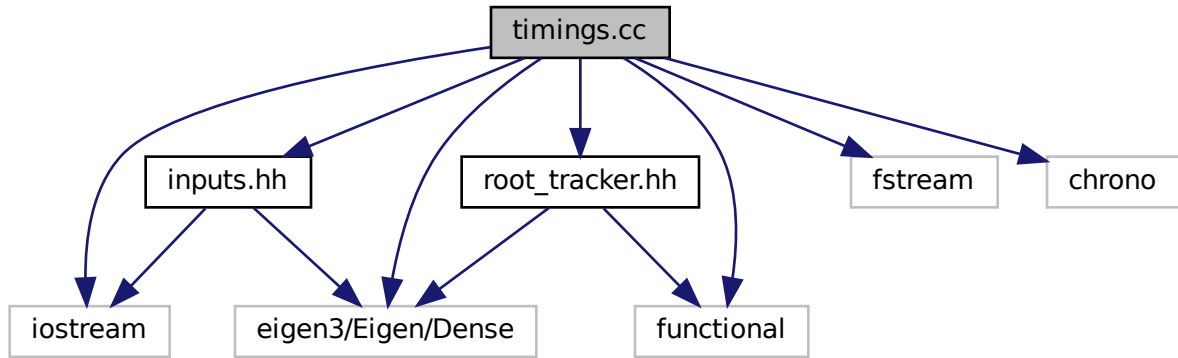 timings.cc
inputs.hh
root_tracker.hh
fstream
chrono
iostream
eigen3/Eigen/Dense
functional